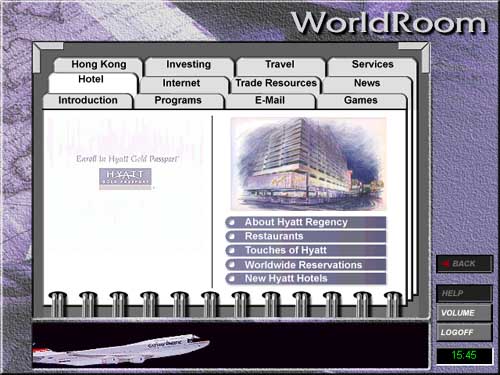 WorldRoom
Hong Kong Investing Travel Services
Hotel Internet Trade Resources News
Introduction Programs E-Mail Games
Enroll in Hyatt Gold Passport
HYATT
GOLD PASSPORT
About Hyatt Regency
Restaurants
Touches of Hyatt
Worldwide Reservations
New Hyatt Hotels
BACK
HELP
VOLUME
LOGOFF
CATHAY PACIFIC
15:45